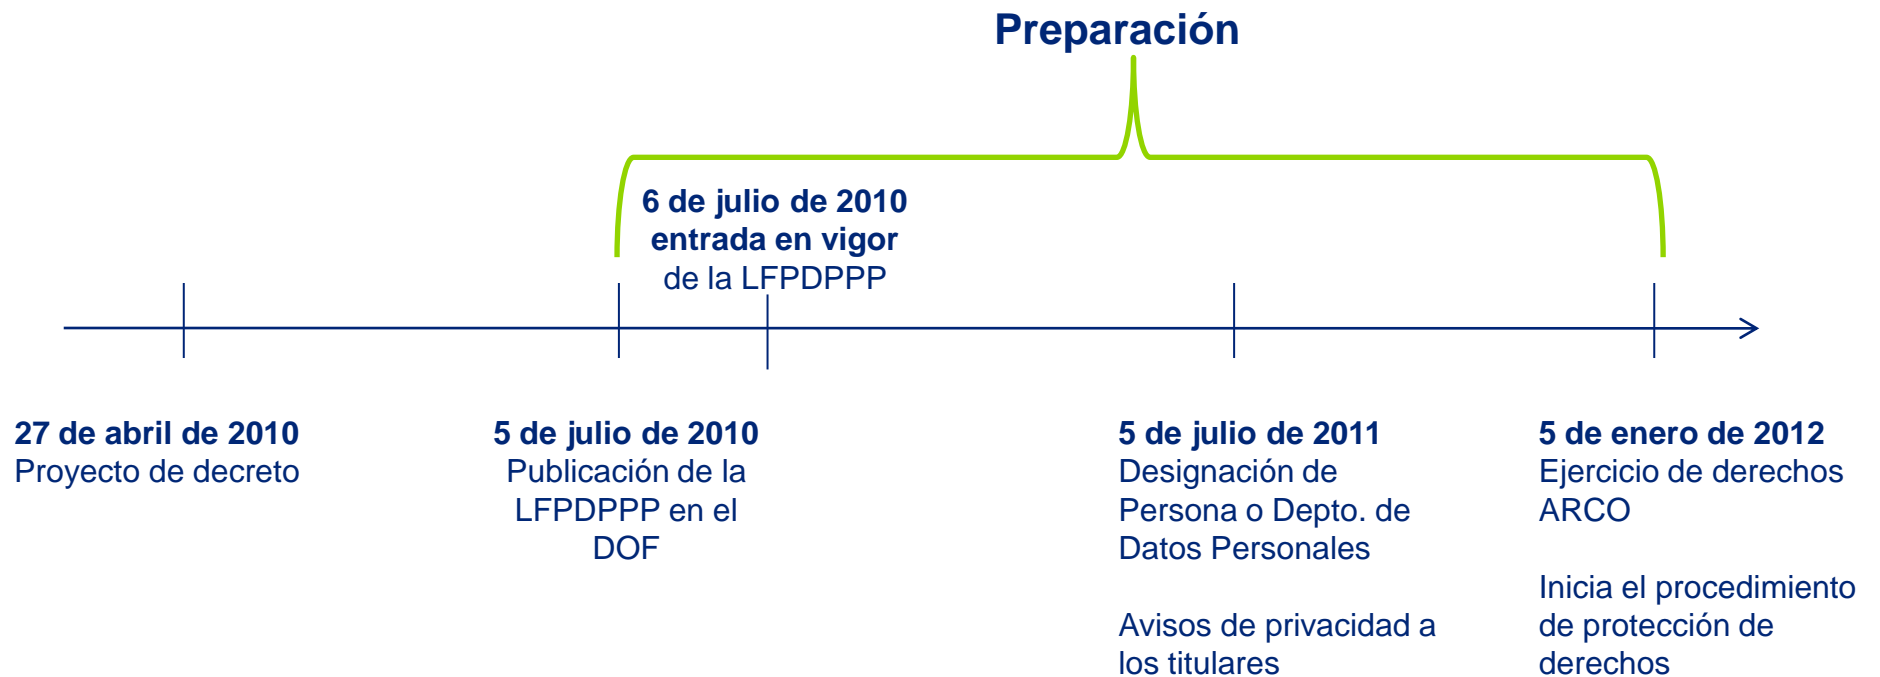 Preparación
6 de julio de 2010
entrada en vigor
de la LFPDPPP
27 de abril de 2010
Proyecto de decreto
5 de julio de 2010
Publicación de la
LFPDPPP en el
DOF
5 de julio de 2011
Designación de
Persona o Depto. de
Datos Personales
Avisos de privacidad a
los titulares
5 de enero de 2012
Ejercicio de derechos
ARCO
Inicia el procedimiento
de protección de
derechos